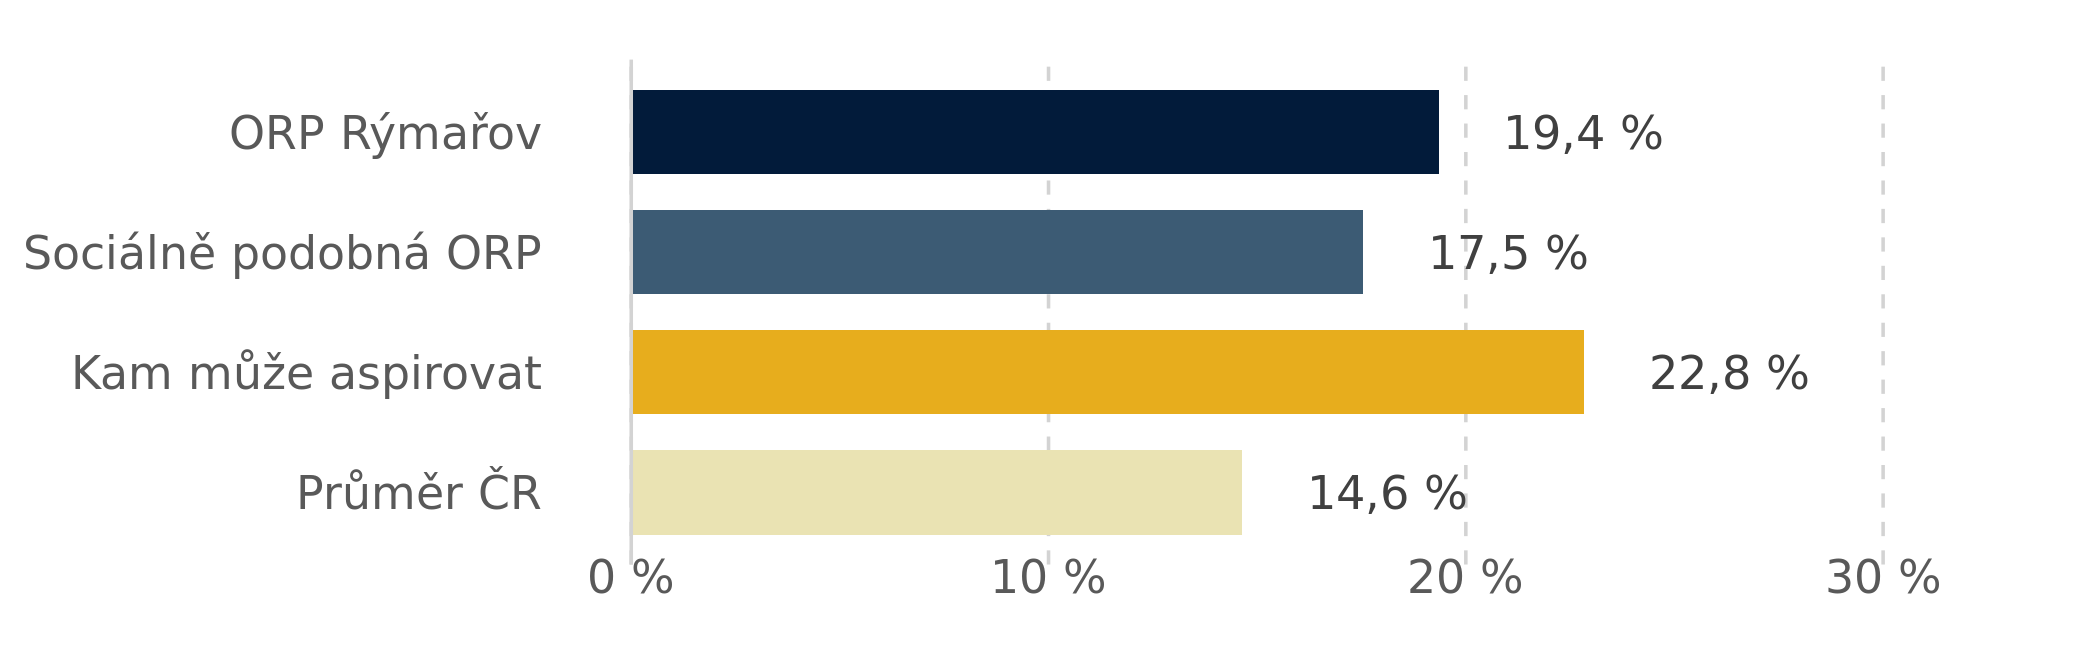 ORP Rýmařov
19,4 %
Sociálně podobná ORP
17,5 %
Kam může aspirovat
22,8 %
Průměr ČR
14,6 %
0 %
10 %
20 %
30 %